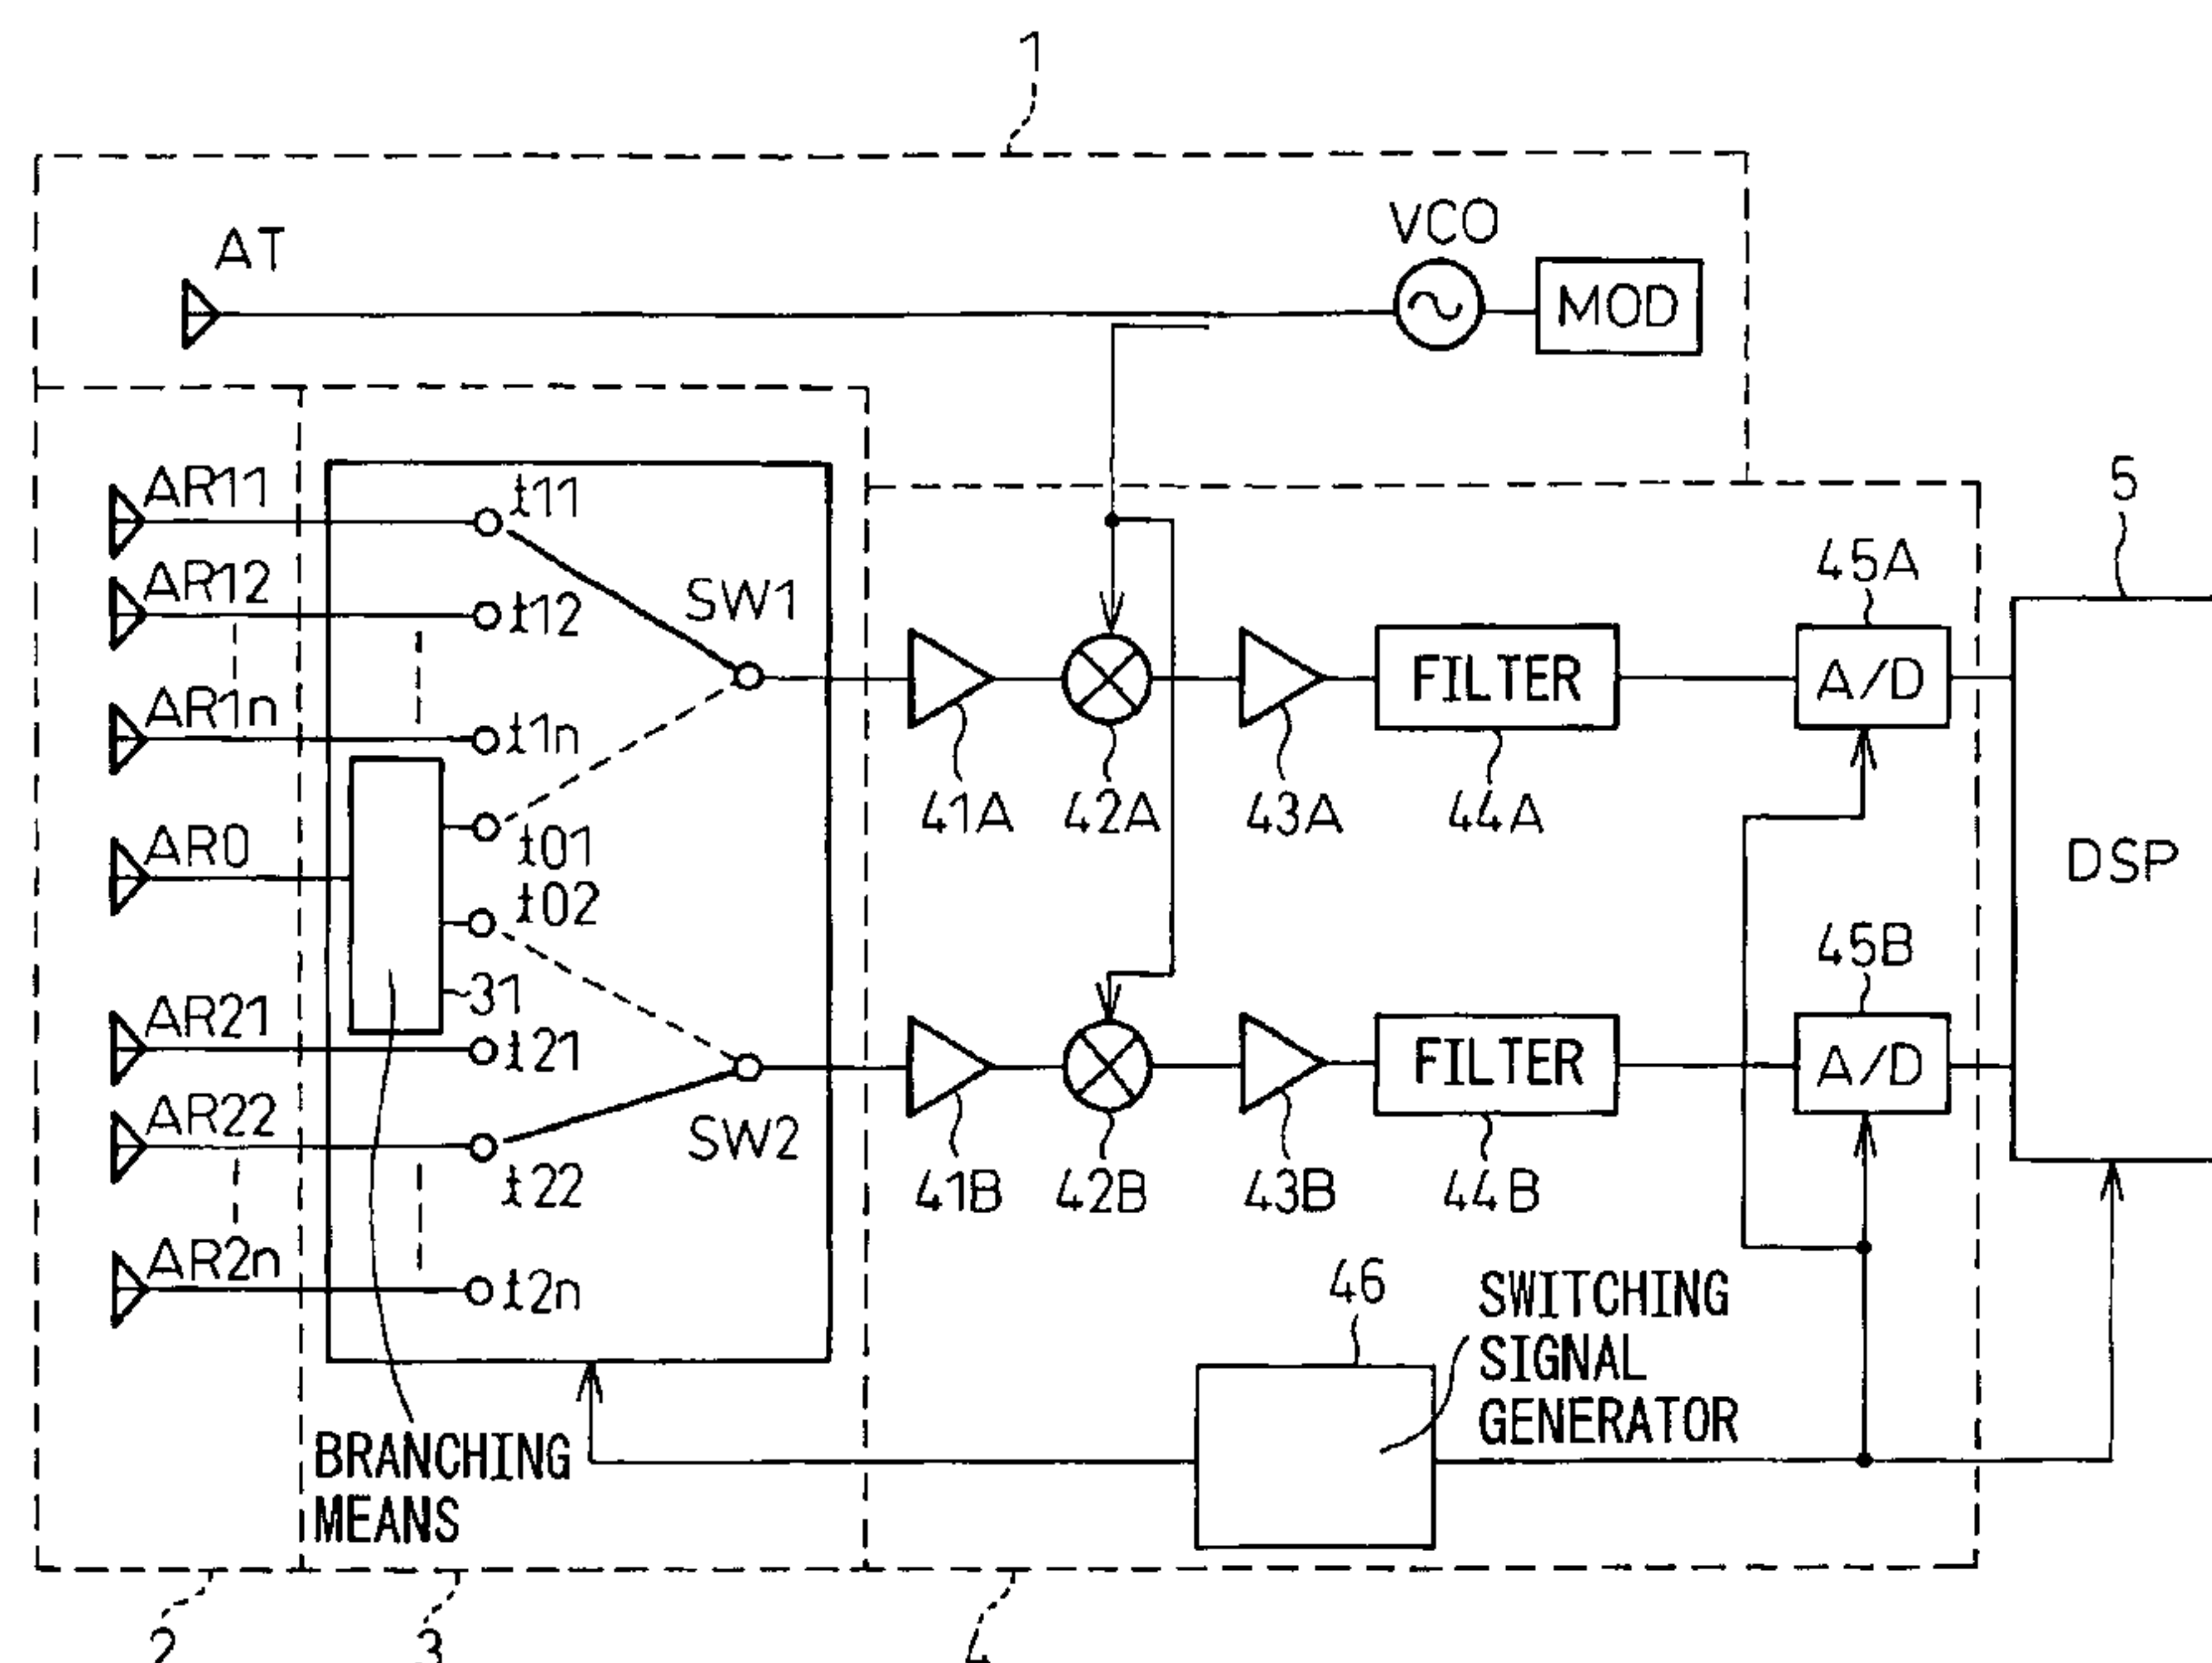 1
AT
VCO
MOD
AR11
t11
AR12
t12
SW1
AR1n
t1n
41A
42A
43A
FILTER
44A
45A
A/D
5
DSP
AR0
t01
t02
31
AR21
t21
AR22
t22
SW2
AR2n
t2n
41B
42B
43B
FILTER
44B
45B
A/D
46
SWITCHING
SIGNAL
GENERATOR
BRANCHING
MEANS
2
3
4